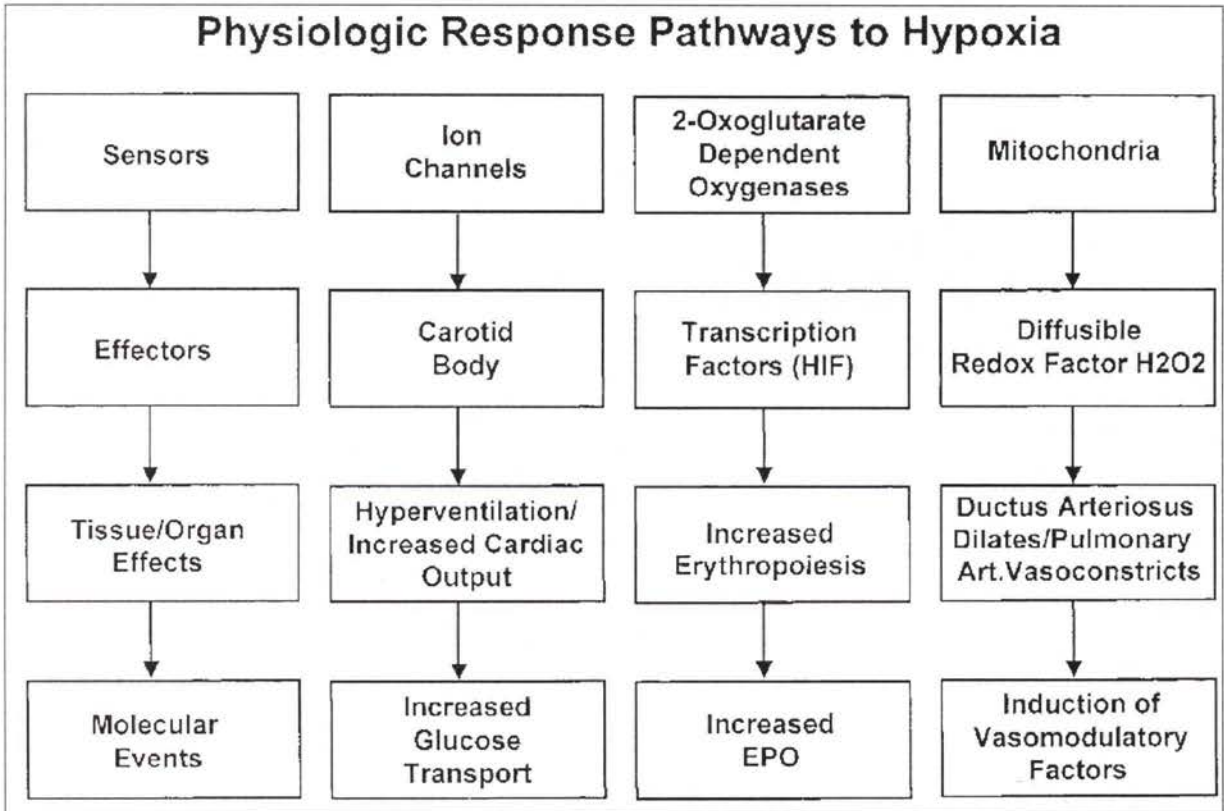 Physiologic Response Pathways to Hypoxia
Sensors
Ion
Channels
2-Oxoglutarate
Dependent
Oxygenases
Mitochondria
Effectors
Carotid
Body
Transcription
Factors (HIF)
Diffusible
Redox Factor H2O2
Tissue/Organ
Effects
Hyperventilation/
Increased Cardiac
Output
Increased
Erythropoiesis
Ductus Arteriosus
Dilates/Pulmonary
Art.Vasoconstricts
Molecular
Events
Increased
Glucose
Transport
Increased
EPO
Induction of
Vasomodulatory
Factors